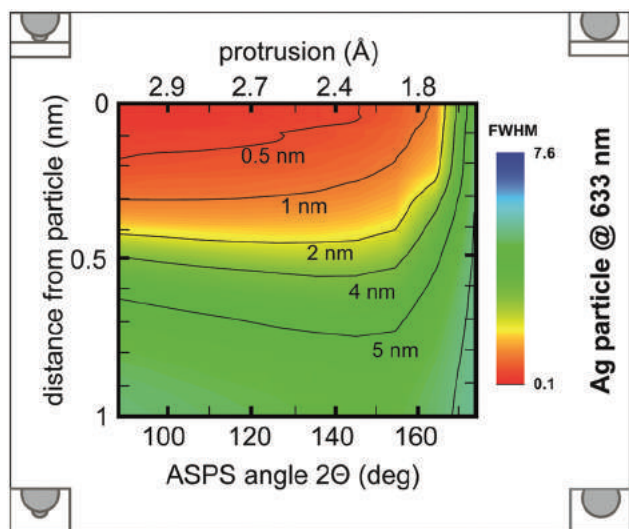 protrusion (Å)
2.9 2.7 2.4 1.8
0
0.5
1
distance from particle (nm)
0.5 nm
1 nm
2 nm
4 nm
5 nm
100 120 140 160
ASPS angle 2Θ (deg)
FWHM
7.6
0.1
Ag particle @ 633 nm